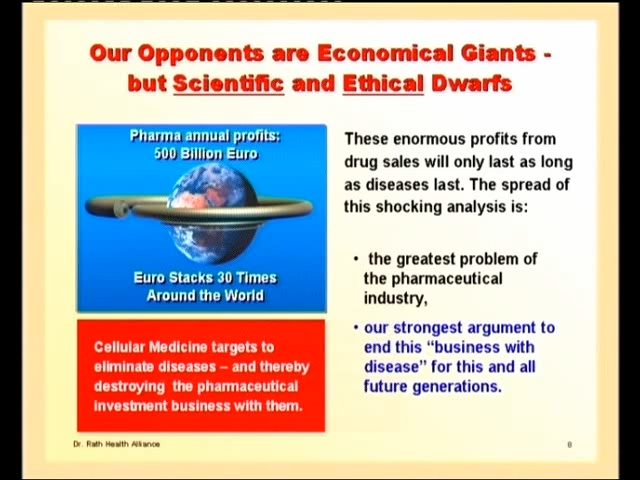 Our Opponents are Economical Giants -
but Scientific and Ethical Dwarfs
Pharma annual profits:
500 Billion Euro
Euro Stacks 30 Times
Around the World
Cellular Medicine targets to
eliminate diseases – and thereby
destroying the pharmaceutical
investment business with them.
These enormous profits from
drug sales will only last as long
as diseases last. The spread of
this shocking analysis is:
• the greatest problem of
the pharmaceutical
industry,
• our strongest argument to
end this “business with
disease” for this and all
future generations.
Dr. Rath Health Alliance
8